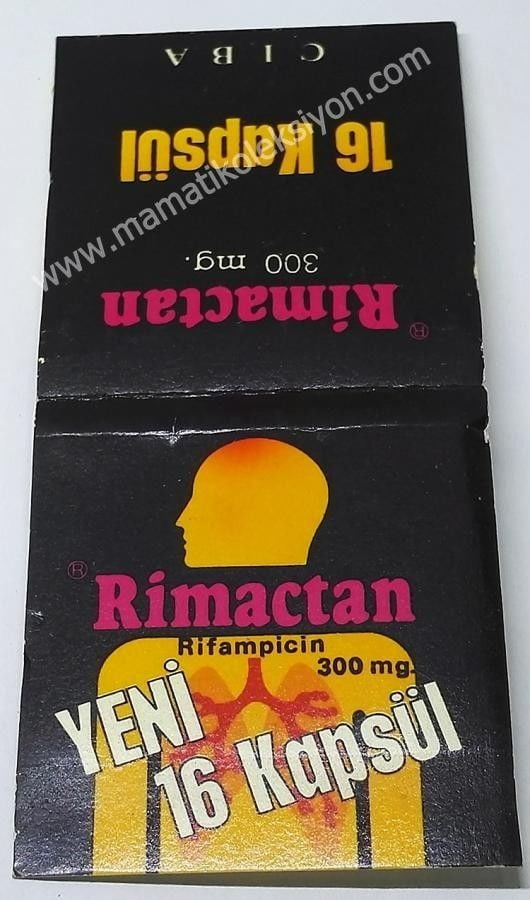 CIBA
16 Kapsül
300 mg.
Rimactan®
www.mamatikoleksiyon.com
® Rimactan
Rifampicin
300 mg.
YENİ
16 Kapsül